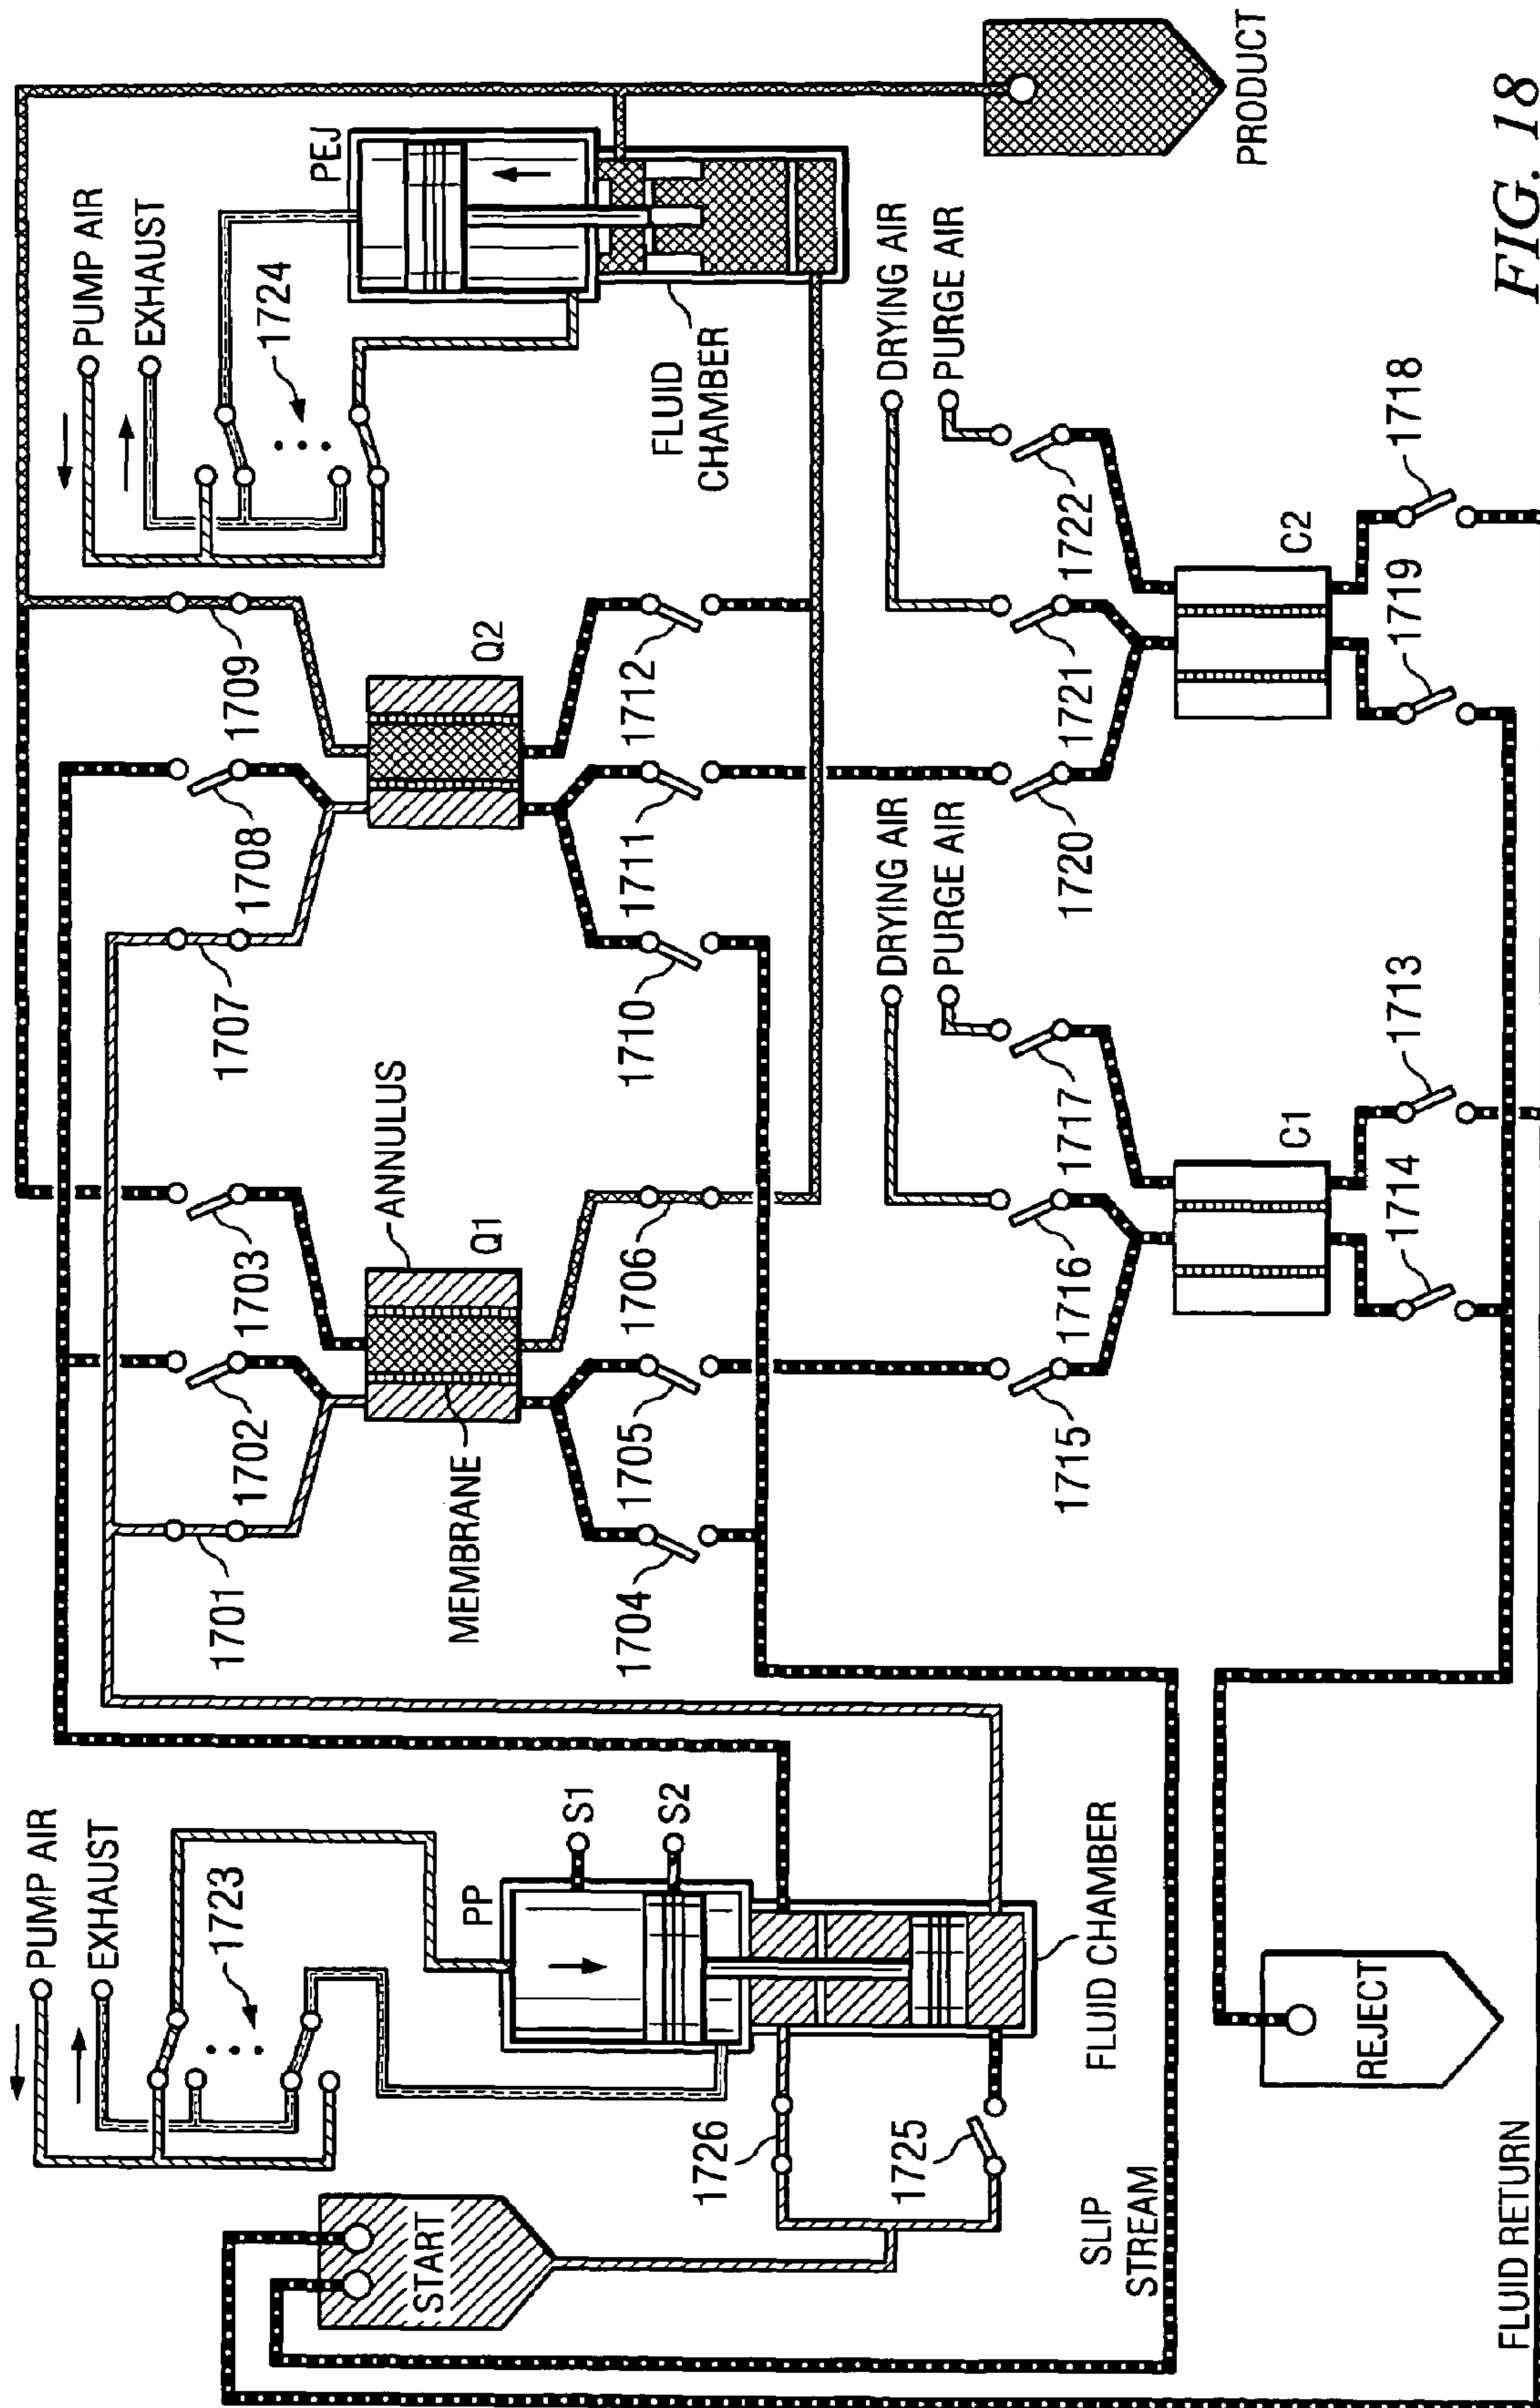 PUMP AIR
EXHAUST
1723
PP
S1
S2
START
1726
1725
SLIP
STREAM
FLUID CHAMBER
FLUID RETURN
REJECT
1701
1702
1703
ANNULUS
Q1
MEMBRANE
1704
1705
1706
1707
1708
1709
Q2
1710
1711
1712
PUMP AIR
EXHAUST
1724
PEJ
FLUID
CHAMBER
PRODUCT
DRYING AIR
PURGE AIR
1715
1716
1717
C1
1714
1713
DRYING AIR
PURGE AIR
1720
1721
1722
C2
1719
1718
FIG. 18